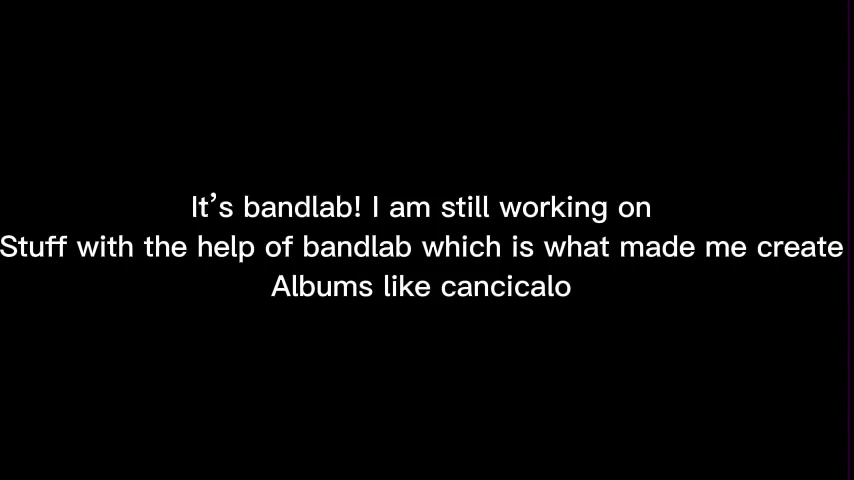 It’s bandlab! I am still working on
Stuff with the help of bandlab which is what made me create
Albums like cancicalo